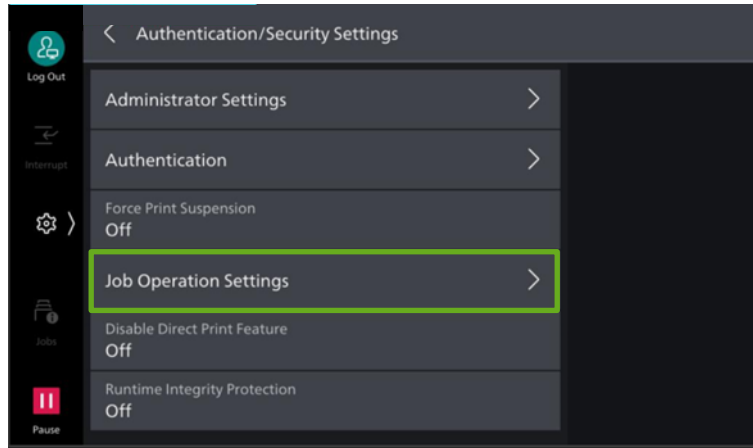 Authentication/Security Settings
Log Out
Administrator Settings
Interrupt
Authentication
Force Print Suspension
Off
Job Operation Settings
Jobs
Disable Direct Print Feature
Off
Runtime Integrity Protection
Off
Pause